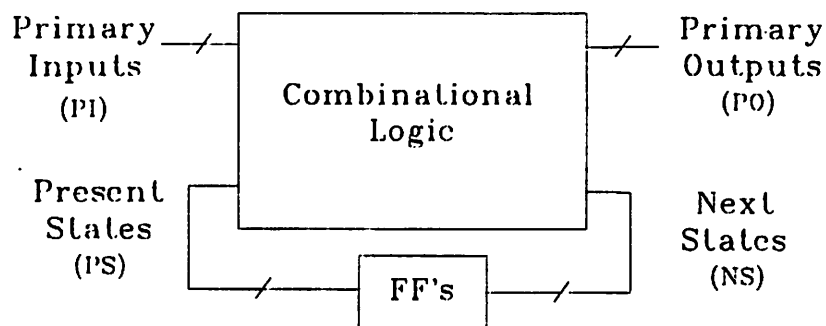 Primary
Inputs
(PI)
Combinational
Logic
Primary
Outputs
(PO)
Present
States
(PS)
FF's
Next
States
(NS)